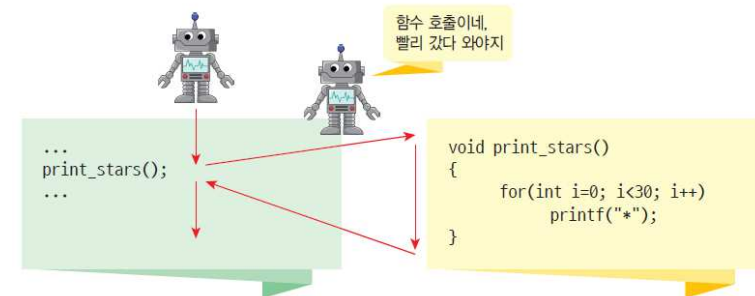 함수 호출이네,
빨리 갔다 와야지
...
print_stars();
...
void print_stars()
{
for(int i=0; i<30; i++)
printf("*");
}